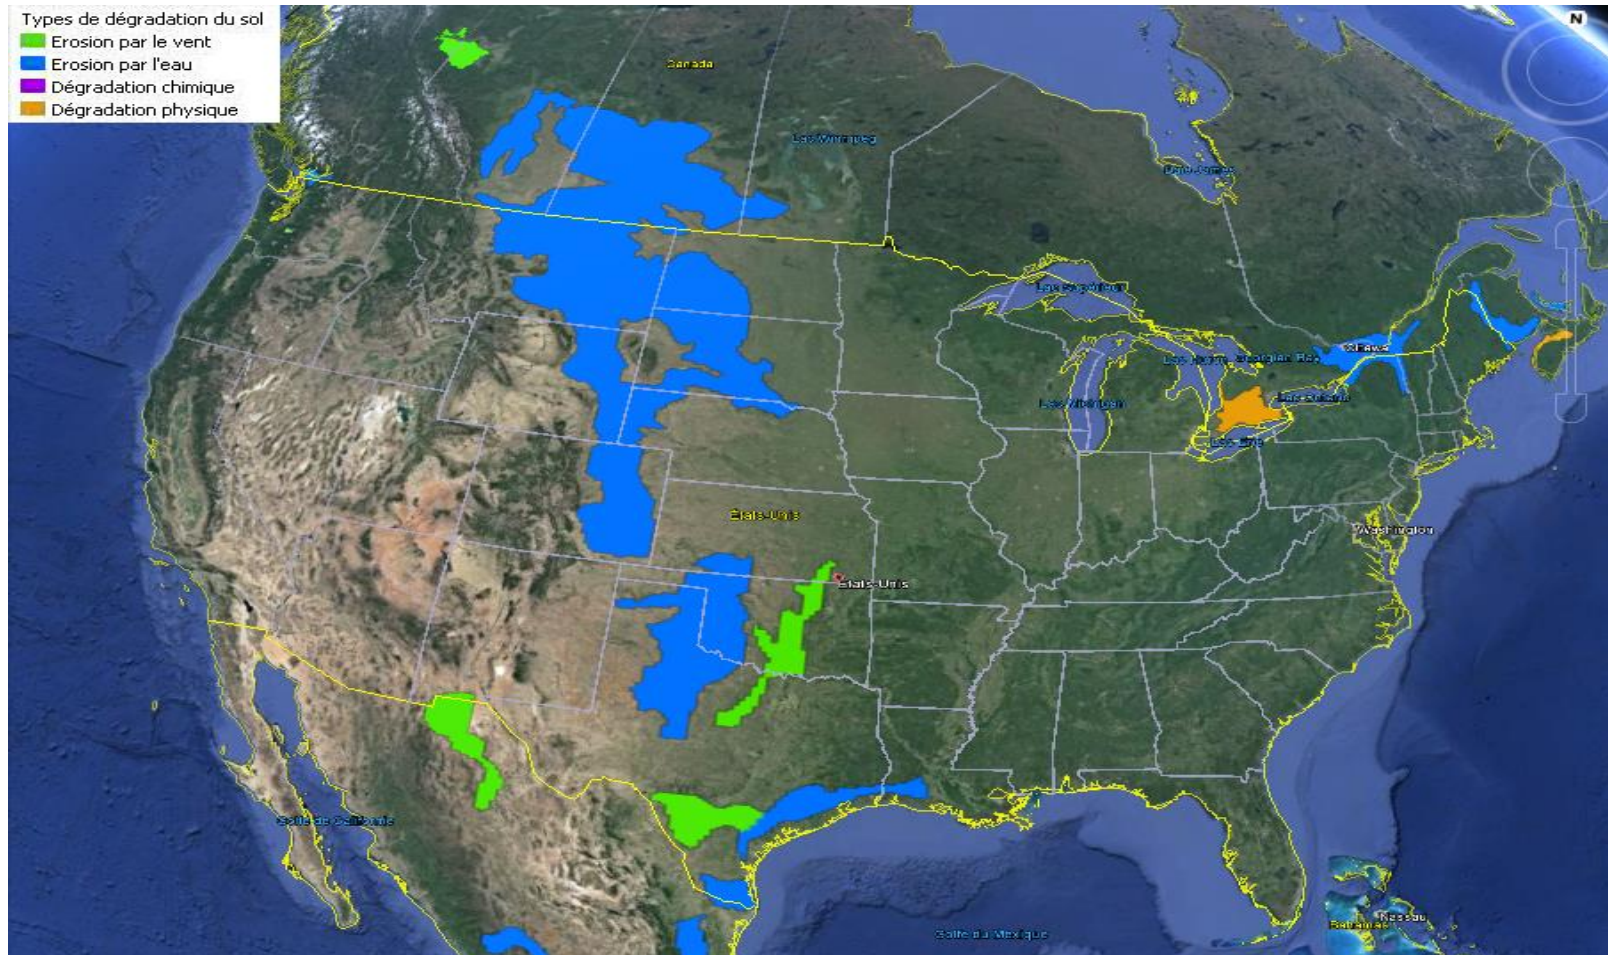 Types de dégradation du sol
Erosion par le vent
Erosion par l'eau
Dégradation chimique
Dégradation physique
N
Canada
Lac Winnipeg
Baie James
Lac Supérieur
Ottawa
Lac Huron
Georgian Bay
Lac Michigan
Lac Ontario
Lac Érie
États-Unis
Washington
États-Unis
Golfe de Californie
Nassau
Bahamas
Golfe du Mexique